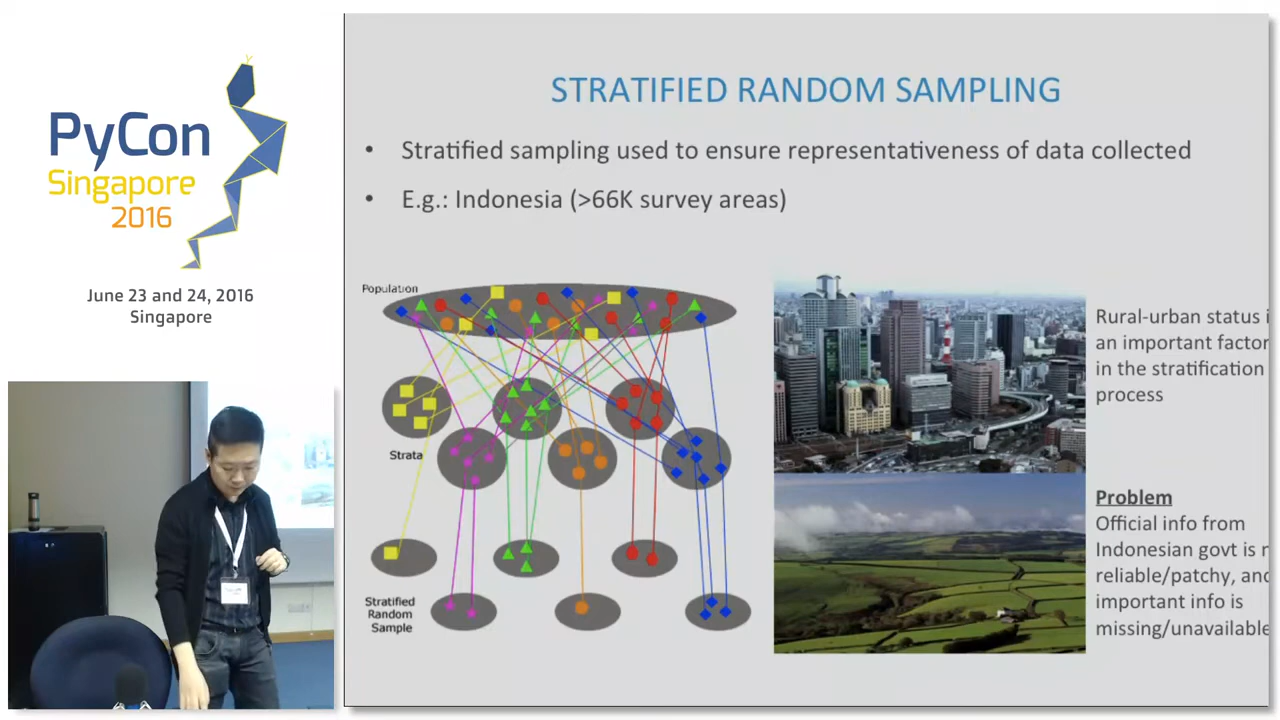 PyCon
Singapore
2016
June 23 and 24, 2016
Singapore
STRATIFIED RANDOM SAMPLING
• Stratified sampling used to ensure representativeness of data collected
• E.g.: Indonesia (>66K survey areas)
Population
Strata
Stratified
Random
Sample
Rural-urban status i
an important factor
in the stratification
process
Problem
Official info from
Indonesian govt is r
reliable/patchy, and
important info is
missing/unavailable